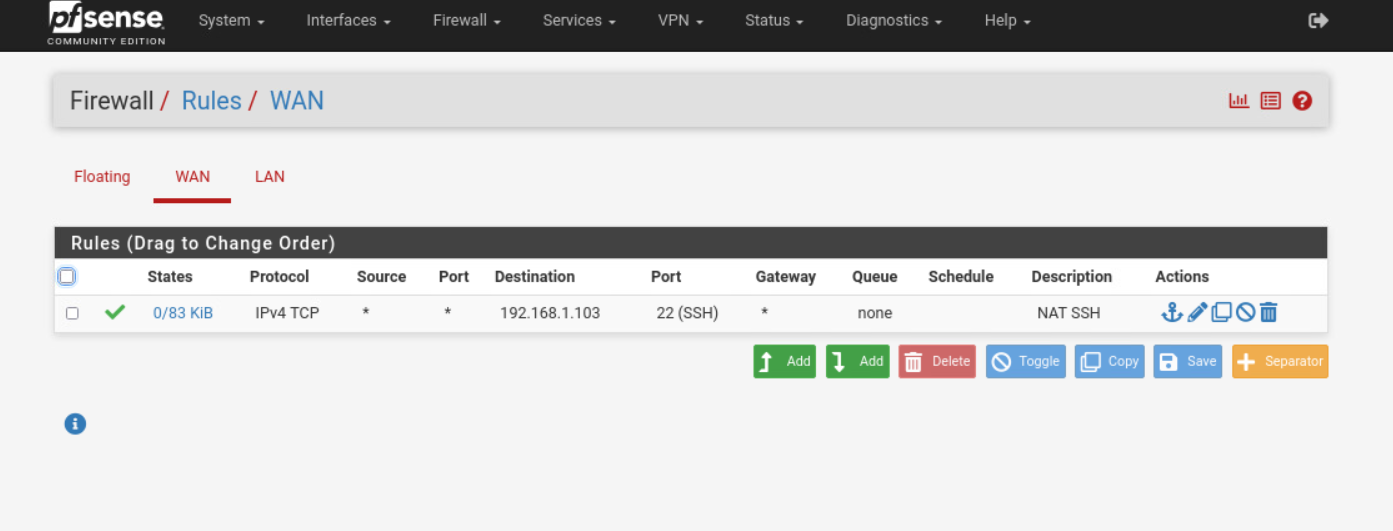 pfsense
COMMUNITY EDITION
System Interfaces Firewall Services VPN Status Diagnostics Help
Firewall / Rules / WAN
Floating WAN LAN
Rules (Drag to Change Order)
States Protocol Source Port Destination Port Gateway Queue Schedule Description Actions
0/83 KiB IPv4 TCP * * 192.168.1.103 22 (SSH) * none NAT SSH
Add Add Delete Toggle Copy Save Separator